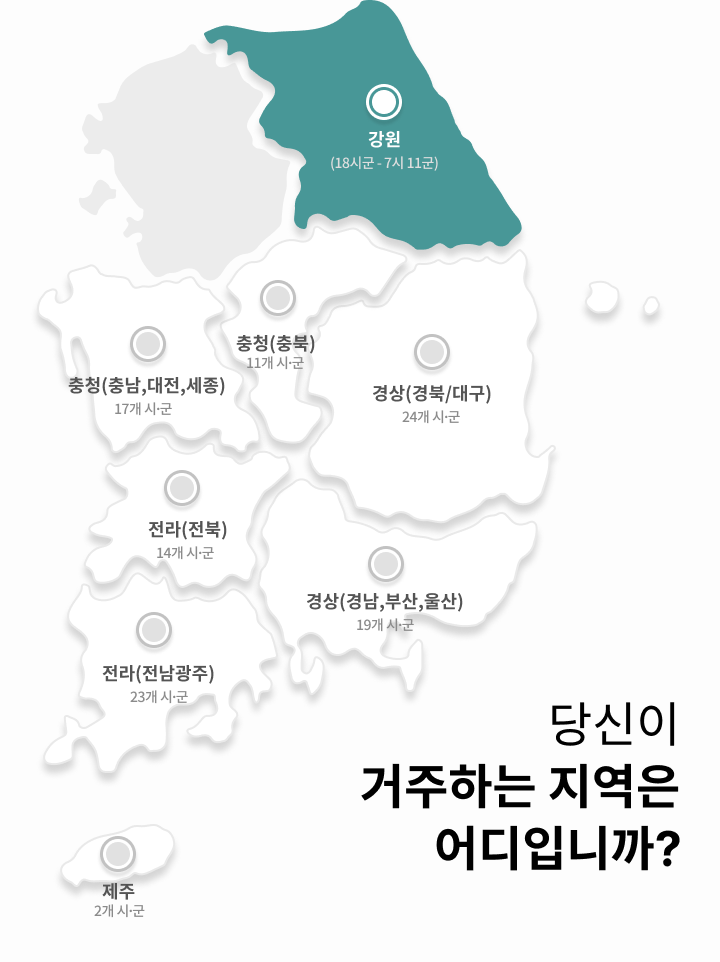 강원
(18시군 - 7시 11군)
충청(충북)
11개 시·군
충청(충남,대전,세종)
17개 시·군
경상(경북/대구)
24개 시·군
전라(전북)
14개 시·군
경상(경남,부산,울산)
19개 시·군
전라(전남광주)
23개 시·군
당신이
거주하는 지역은
어디입니까?
제주
2개 시·군